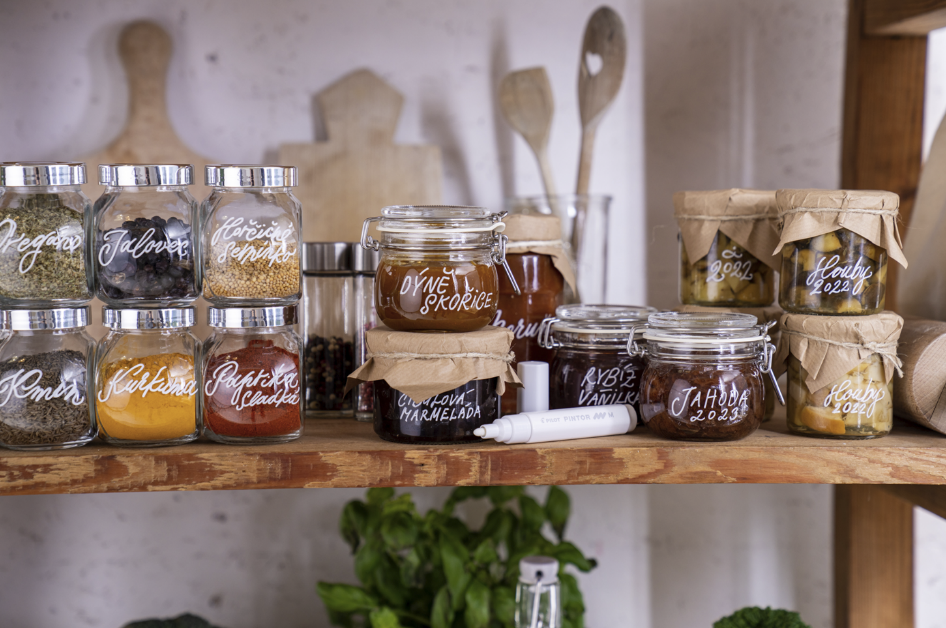 Oregano
Jalovec
Hořčičné
semínko
Kmín
Kurkuma
Paprika
Sladká
DÝNĚ
SKOŘICE
MARMELÁDA
RYBÍZ
VANILKA
JAHODA
2023
2022
Houby
2022
Houby
2022